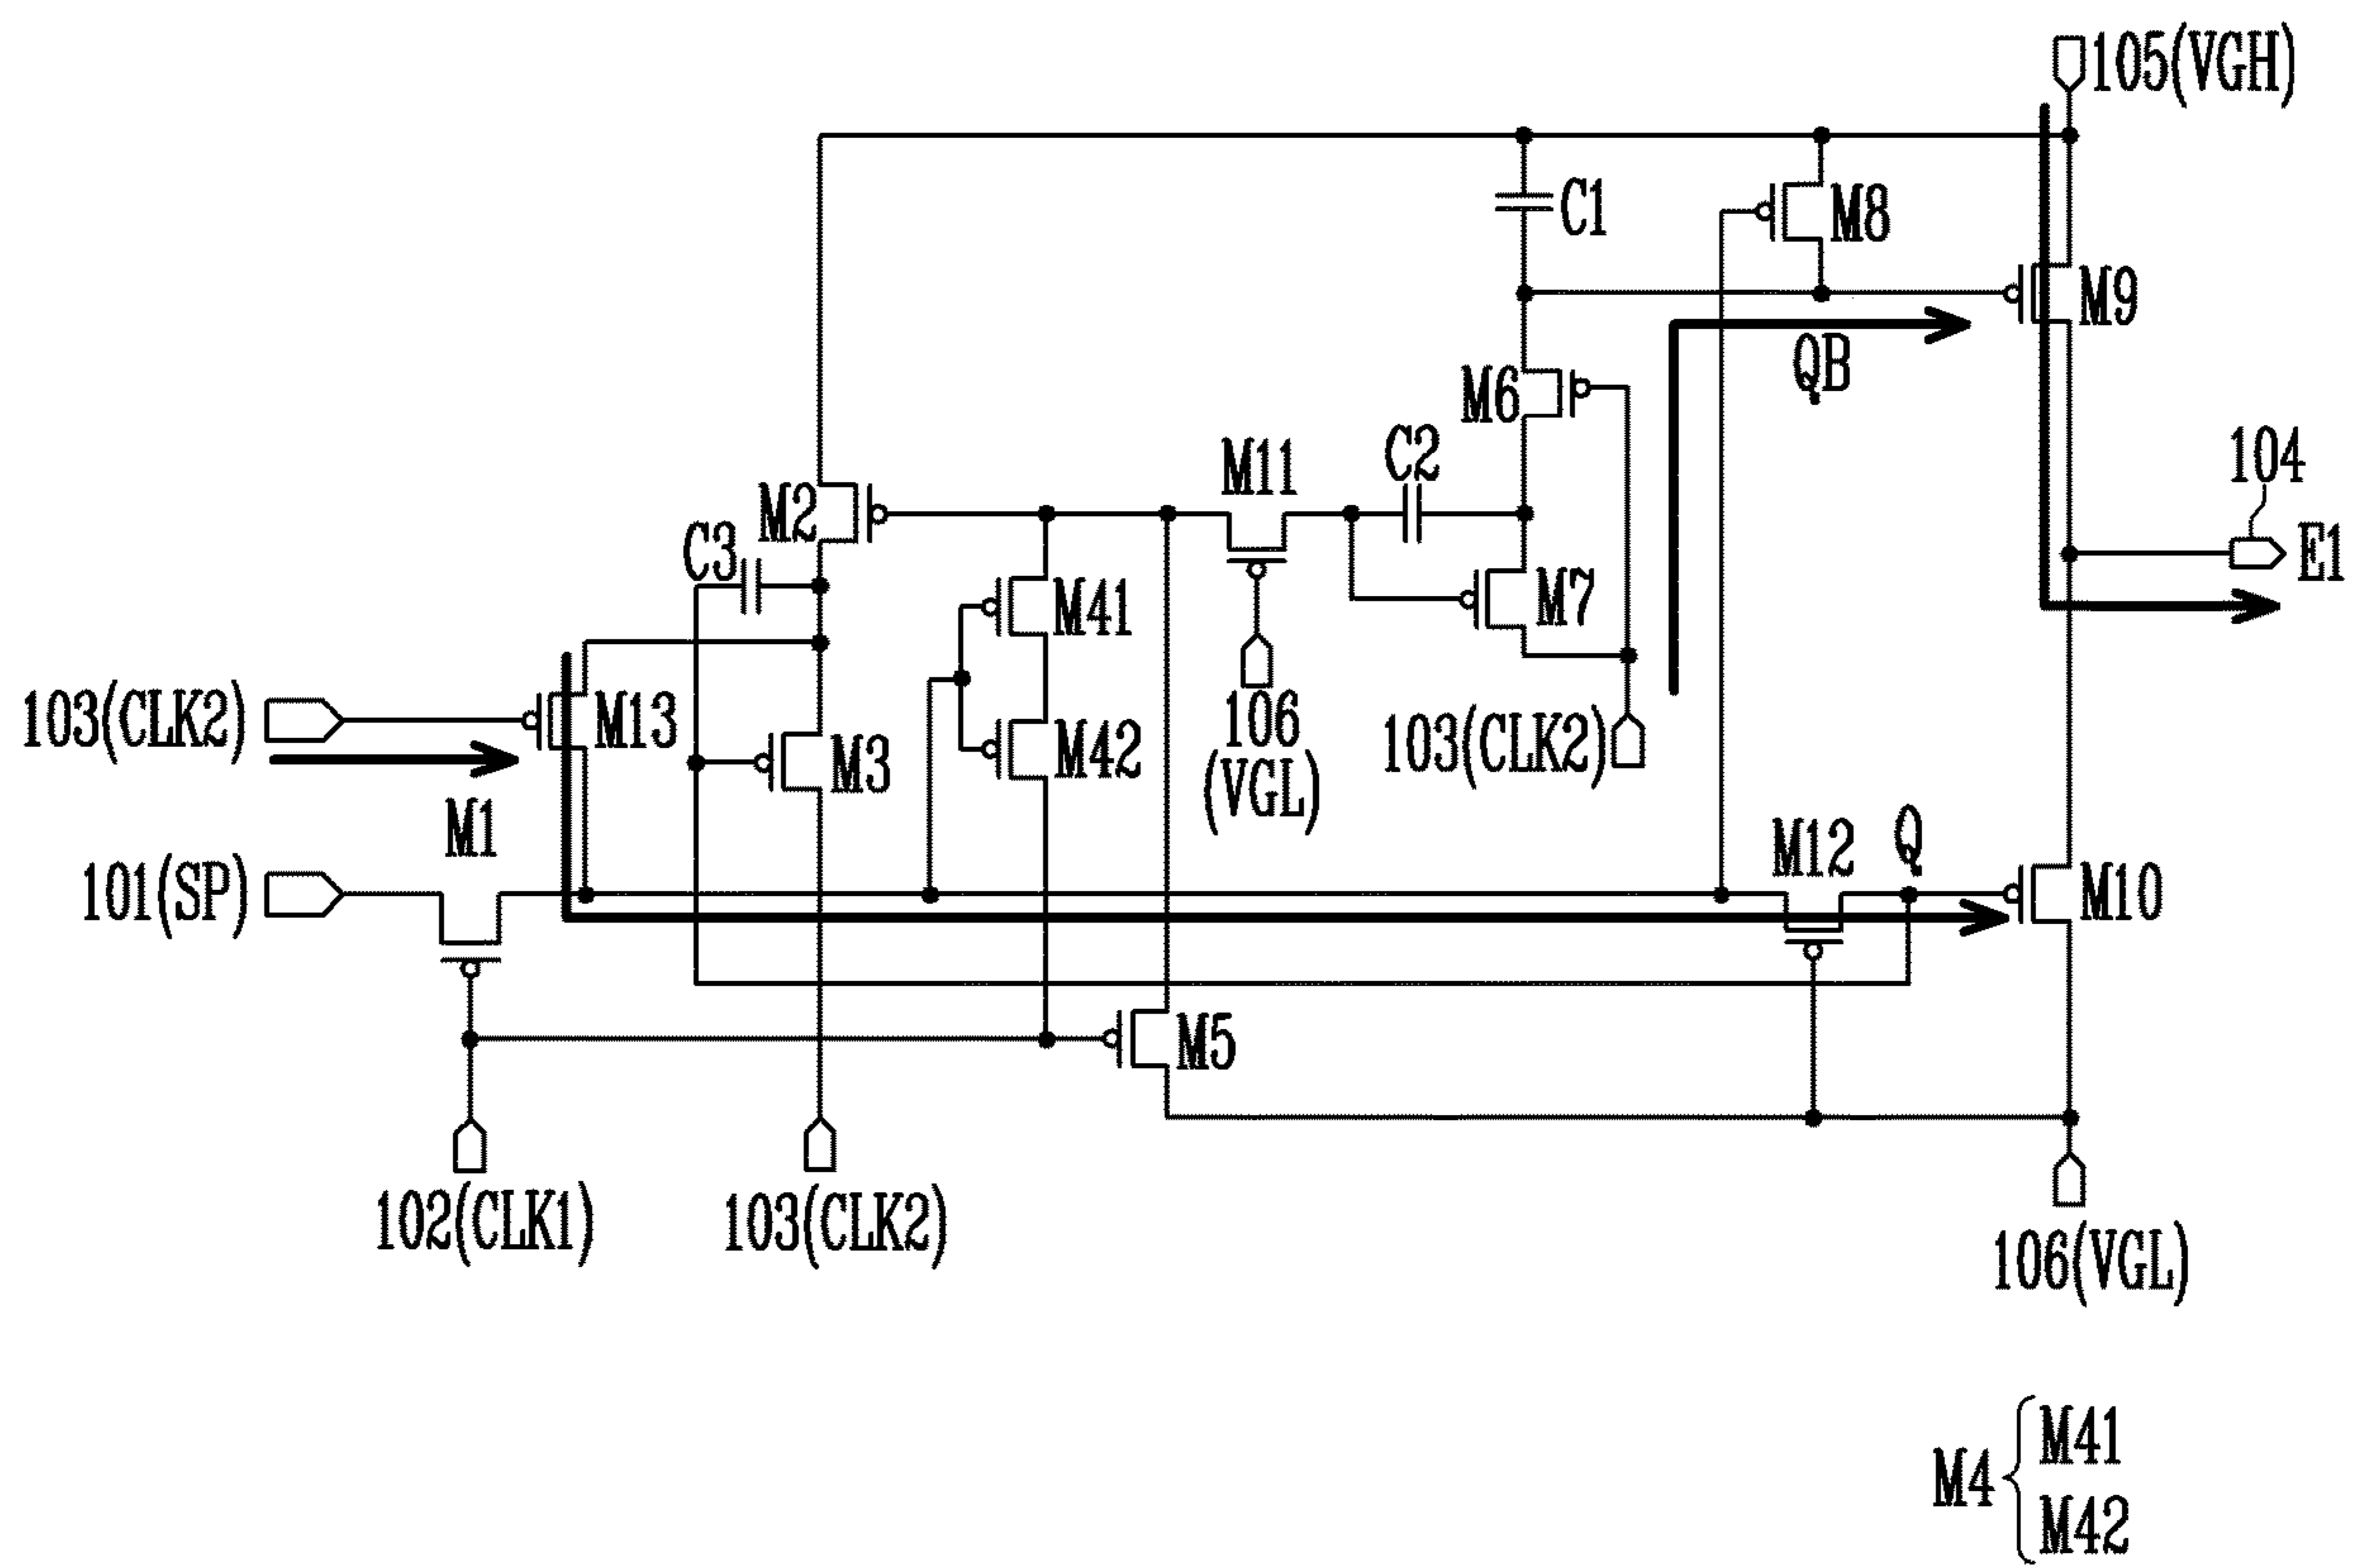 105(VGH)
C1
M8
M9
QB
M6
104
M11
C2
M2
E1
C3
M41
M7
103(CLK2)
M13
M3
M42
106
(VGL)
103(CLK2)
M1
M12
Q
101(SP)
M10
M5
102(CLK1)
103(CLK2)
106(VGL)
M41
M4
M42